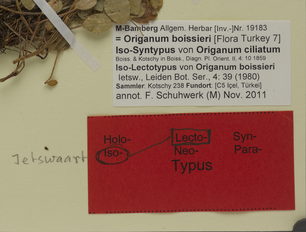 M-Bamberg Allgem. Herbar [Inv.-]Nr. 19183
= Origanum boissieri [Flora Turkey 7]
Iso-Syntypus von Origanum ciliatum
Boiss. & Kotschy in Boiss., Diagn. Pl. Orient. II. 4: 10 1859
Iso-Lectotypus von Origanum boissieri
Ietsw., Leiden Bot. Ser., 4: 39 (1980)
Sammler: Kotschy 238 Fundort: [C5 Içel, Türkei]
annot. F. Schuhwerk (M) Nov. 2011
Holo- Lecto- Syn-
Ietswaart Iso- Neo- Para-
Typus